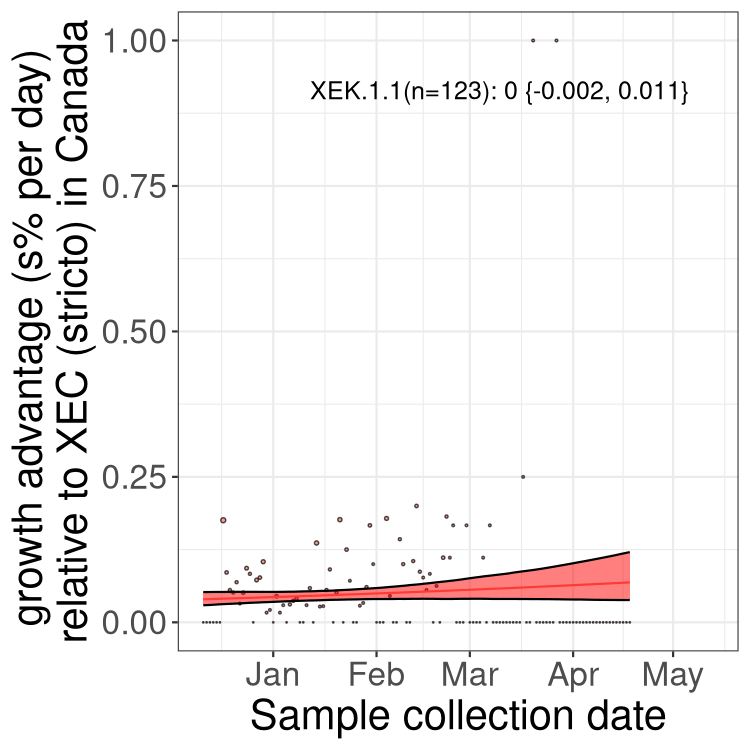 growth advantage (s% per day)
relative to XEC (stricto) in Canada
1.00
XEK.1.1(n=123): 0 {-0.002, 0.011}
0.75
0.50
0.25
0.00
Jan Feb Mar Apr May
Sample collection date